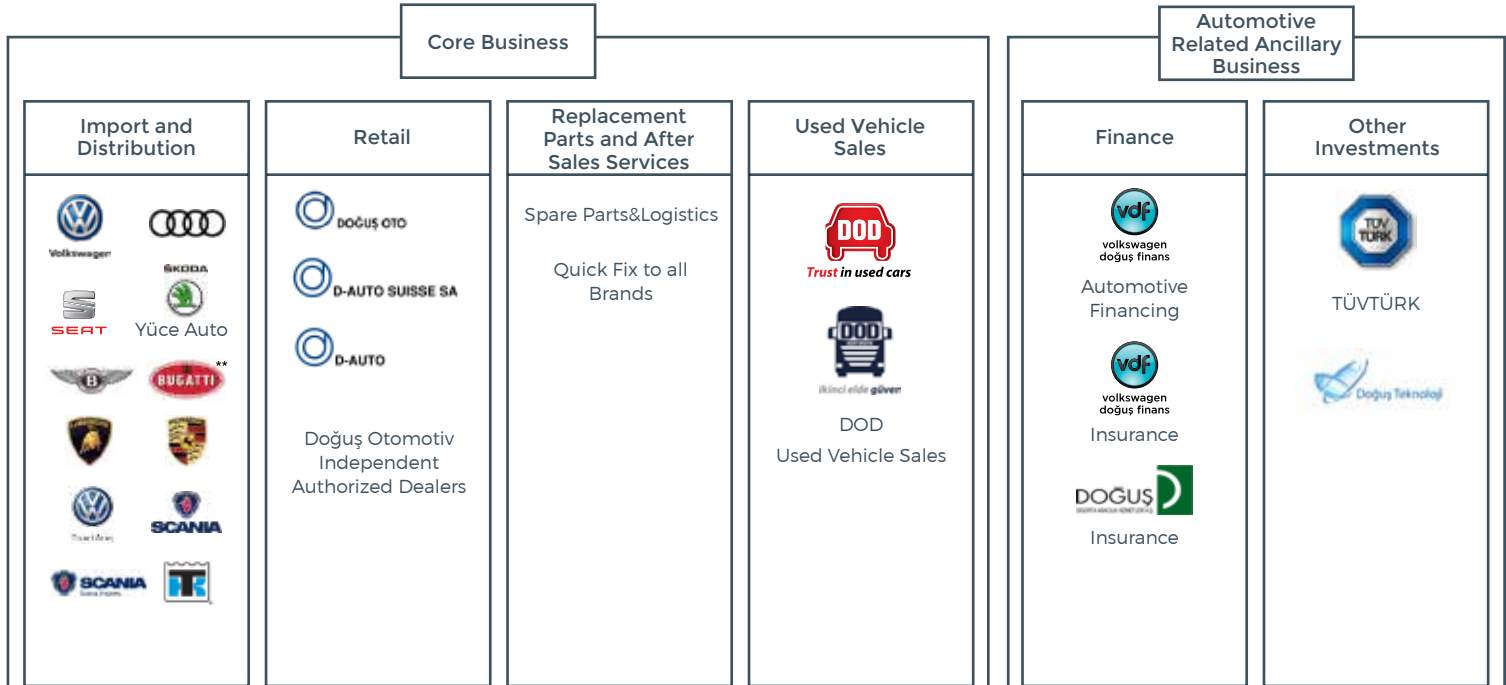 Core Business
Automotive
Related Ancillary
Business
Import and
Distribution
Volkswagen
ŠKODA
SEAT
Yüce Auto
B
BUGATTI
**
SCANIA
SCANIA
Retail
DOĞUŞ OTO
D-AUTO SUISSE SA
D-AUTO
Doğuş Otomotiv
Independent
Authorized Dealers
Replacement
Parts and After
Sales Services
Spare Parts&Logistics
Quick Fix to all
Brands
Used Vehicle
Sales
DOD
Trust in used cars
DOD
ikinci elde güven
DOD
Used Vehicle Sales
Finance
vdf
volkswagen
doğuş finans
Automotive
Financing
vdf
volkswagen
doğuş finans
Insurance
DOĞUŞ
Insurance
Other
Investments
TÜV
TÜRK
TÜVTÜRK
Doğuş Teknoloji